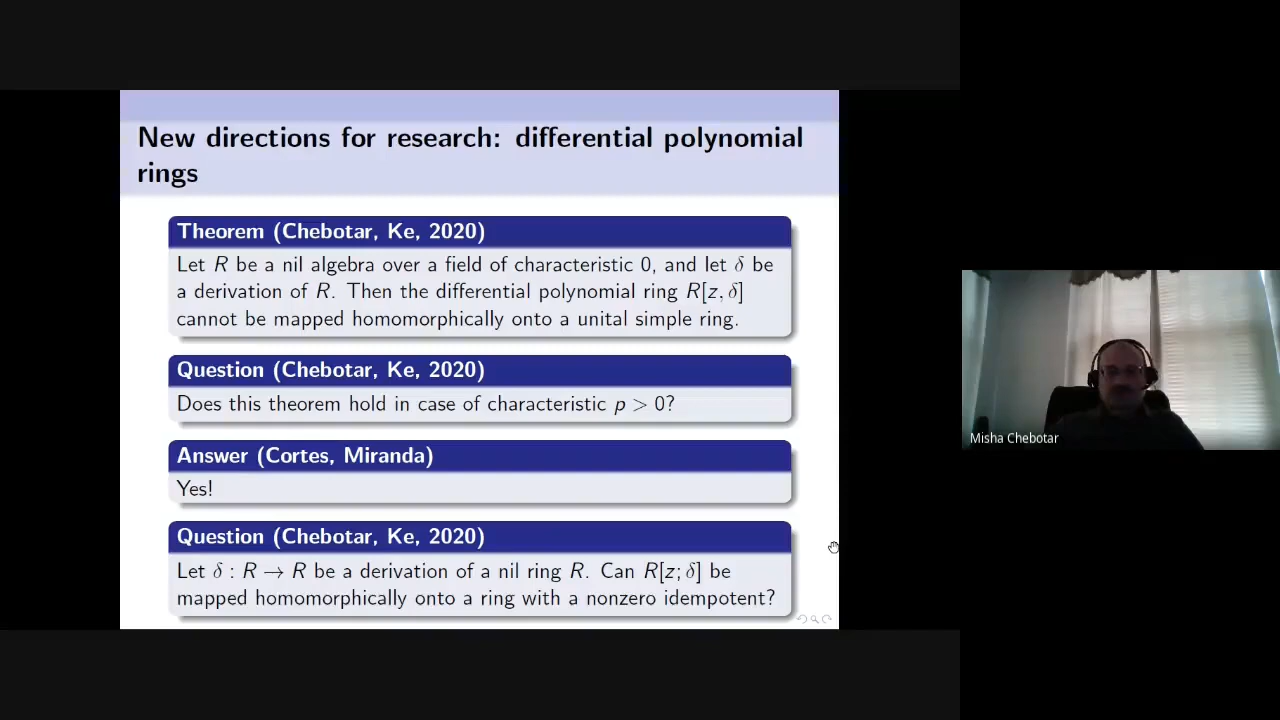 New directions for research: differential polynomial
rings
Theorem (Chebotar, Ke, 2020)
Let R be a nil algebra over a field of characteristic 0, and let δ be
a derivation of R. Then the differential polynomial ring R[z, δ]
cannot be mapped homomorphically onto a unital simple ring.
Question (Chebotar, Ke, 2020)
Does this theorem hold in case of characteristic p > 0?
Answer (Cortes, Miranda)
Yes!
Question (Chebotar, Ke, 2020)
Let δ : R → R be a derivation of a nil ring R. Can R[z; δ] be
mapped homomorphically onto a ring with a nonzero idempotent?
Misha Chebotar